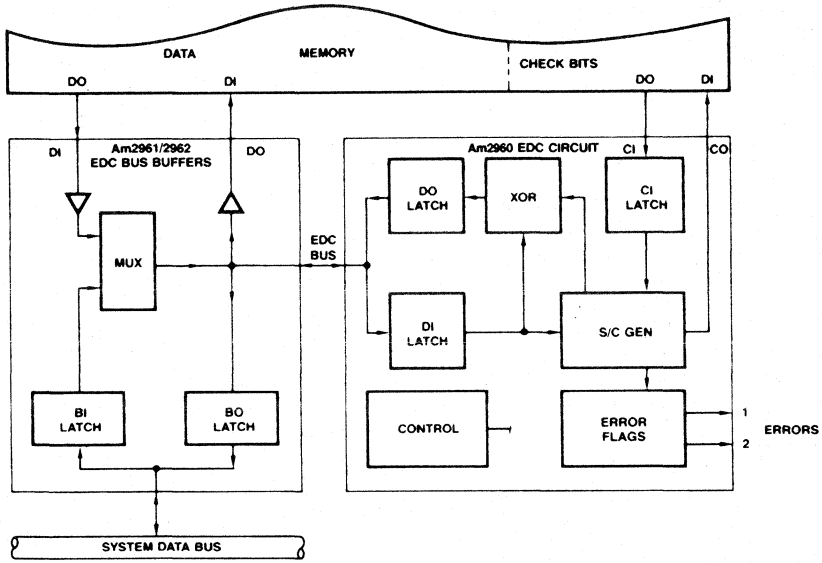 DATA MEMORY
CHECK BITS
DO DI DO DI
DI
Am2961/2962
EDC BUS BUFFERS
DO
Am2960 EDC CIRCUIT
CI
CO
DO
LATCH
XOR
CI
LATCH
MUX
EDC
BUS
DI
LATCH
S/C GEN
BI
LATCH
BO
LATCH
CONTROL
ERROR
FLAGS
1
2
ERRORS
SYSTEM DATA BUS